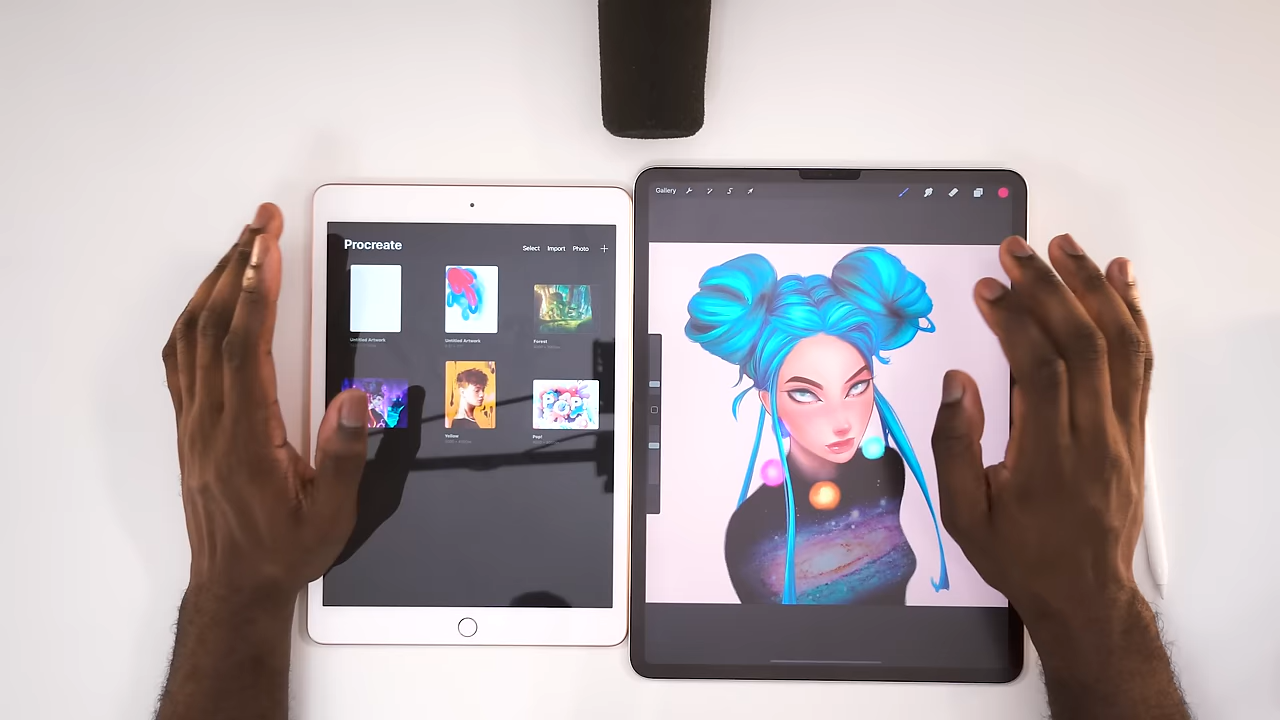 Procreate
Select Import Photo
Untitled Artwork
Untitled Artwork
Forest
Yellow
Pop!
Gallery